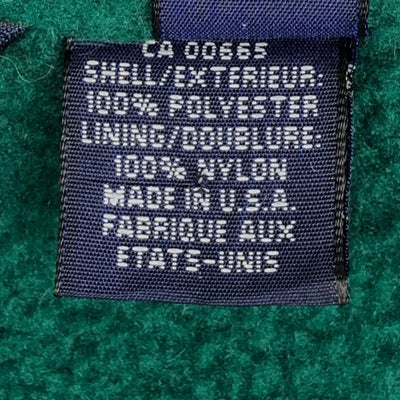 CA 00665
SHELL/EXTERIEUR:
100% POLYESTER
LINING/DOUBLURE:
100% NYLON
MADE IN U.S.A.
FABRIQUE AUX
ETATS-UNIS